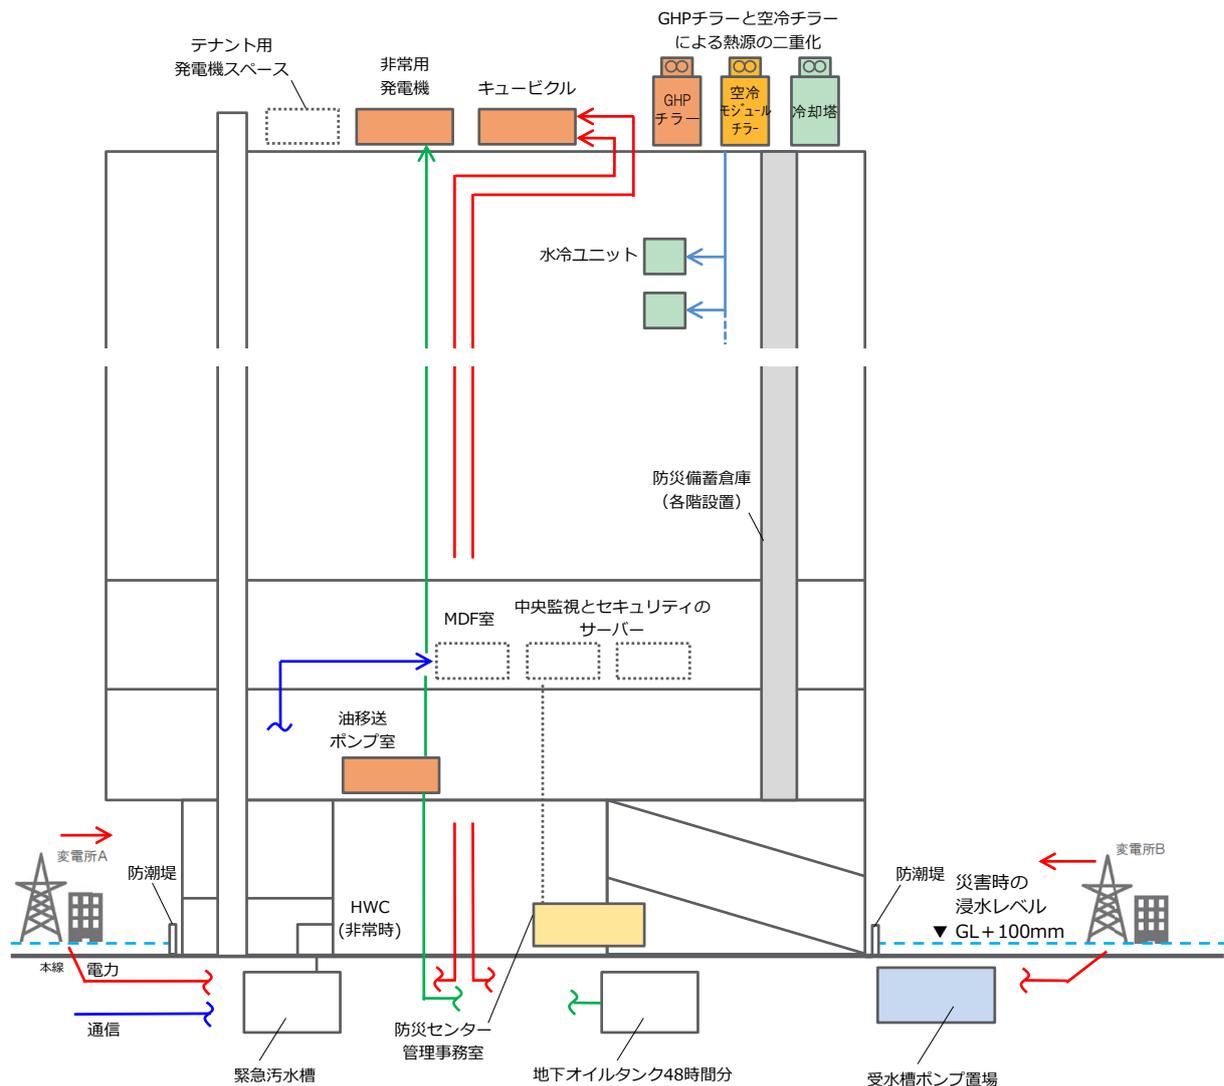 GHPチラーと空冷チラー
による熱源の二重化
テナント用
発電機スペース
非常用
発電機
キュービクル
GHP
チラー
空冷
モジュール
チラー
冷却塔
水冷ユニット
防災備蓄倉庫
（各階設置）
MDF室
中央監視とセキュリティの
サーバー
油移送
ポンプ室
変電所A
防潮堤
HWC
(非常時)
変電所B
防潮堤
災害時の
浸水レベル
▼ GL＋100mm
本線
電力
通信
緊急汚水槽
防災センター
管理事務室
地下オイルタンク48時間分
受水槽ポンプ置場